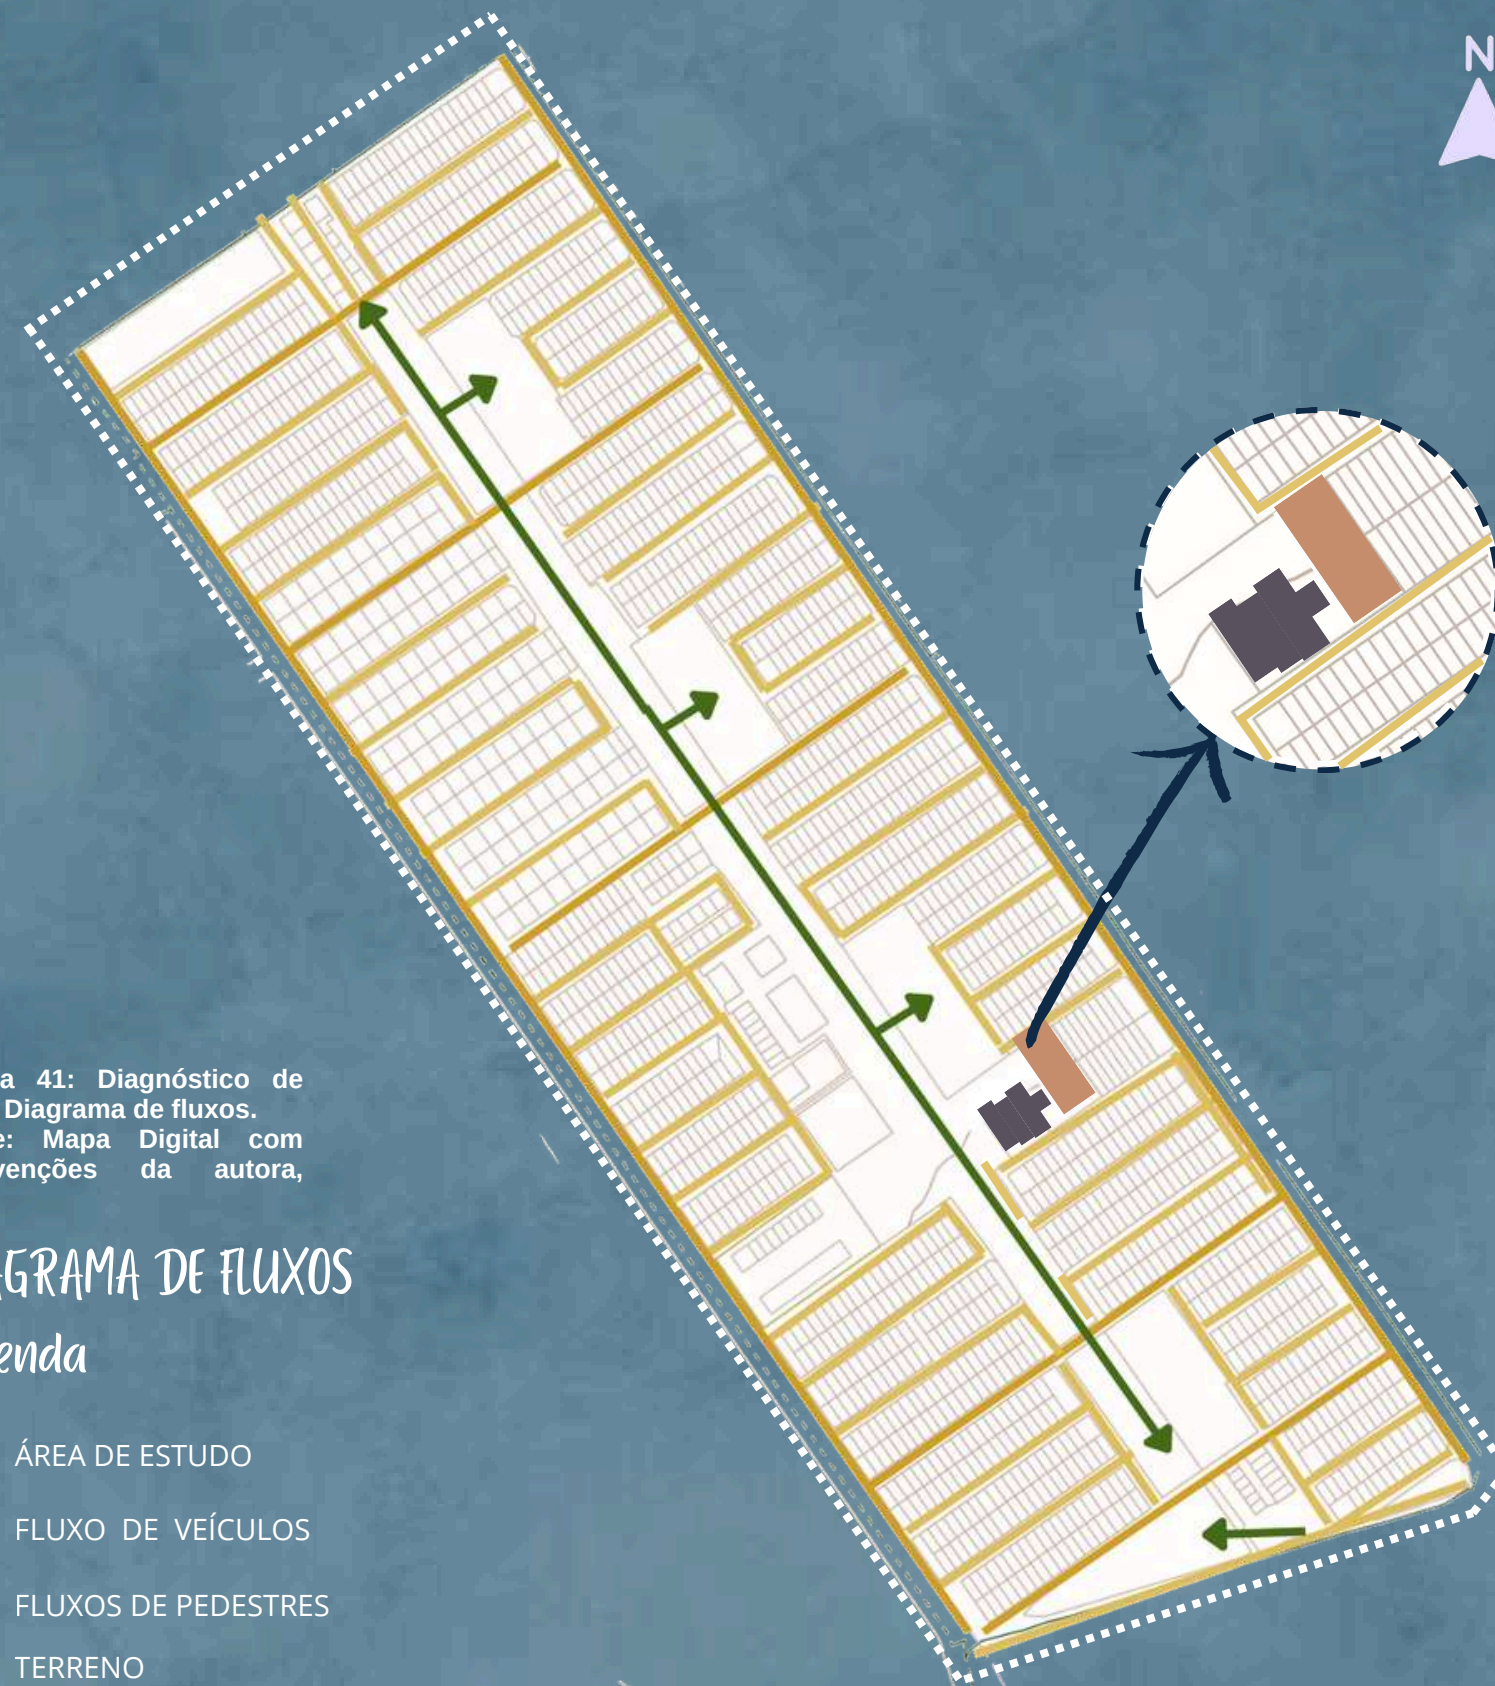 N
a 41: Diagnóstico de
Diagrama de fluxos.
e: Mapa Digital com
venções da autora,
AGRAMA DE FLUXOS
enda
ÁREA DE ESTUDO
FLUXO DE VEÍCULOS
FLUXOS DE PEDESTRES
TERRENO